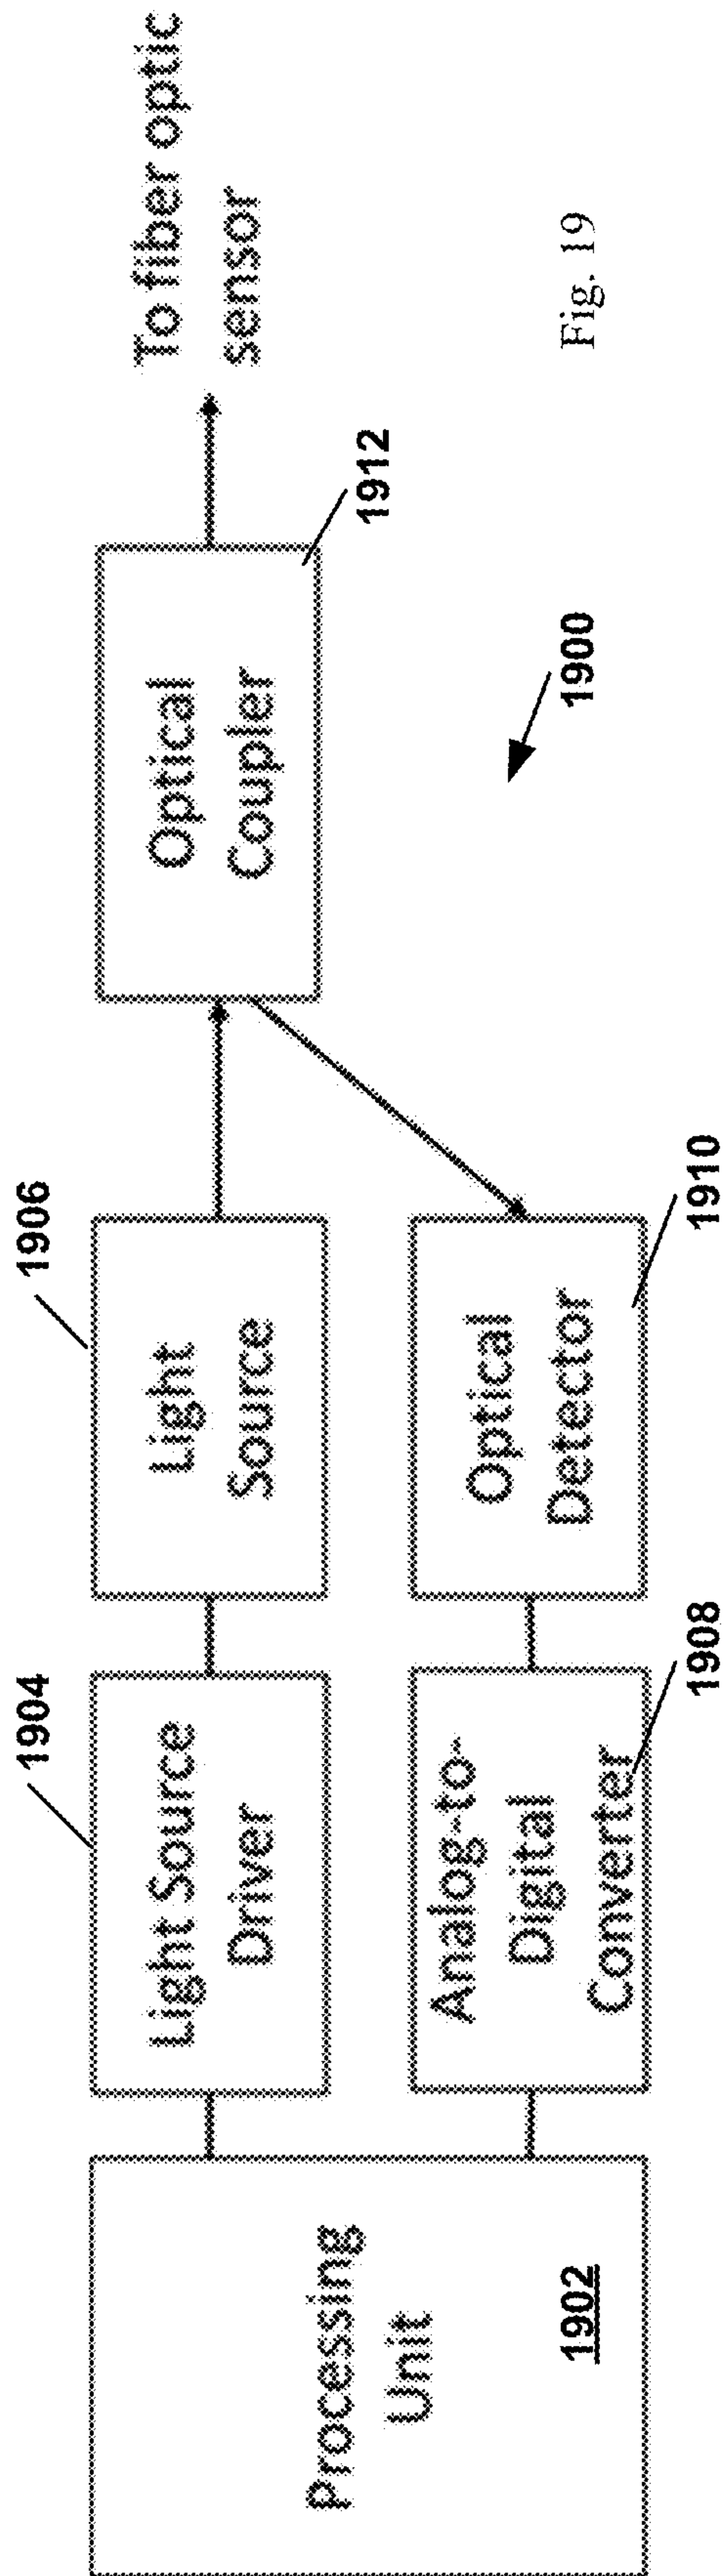 Processing
Unit
1902
1904
Light Source
Driver
1906
Light
Source
Analog-to-
Digital
Converter
1908
Optical
Detector
1910
Optical
Coupler
1912
To fiber optic
sensor
1900
Fig. 19